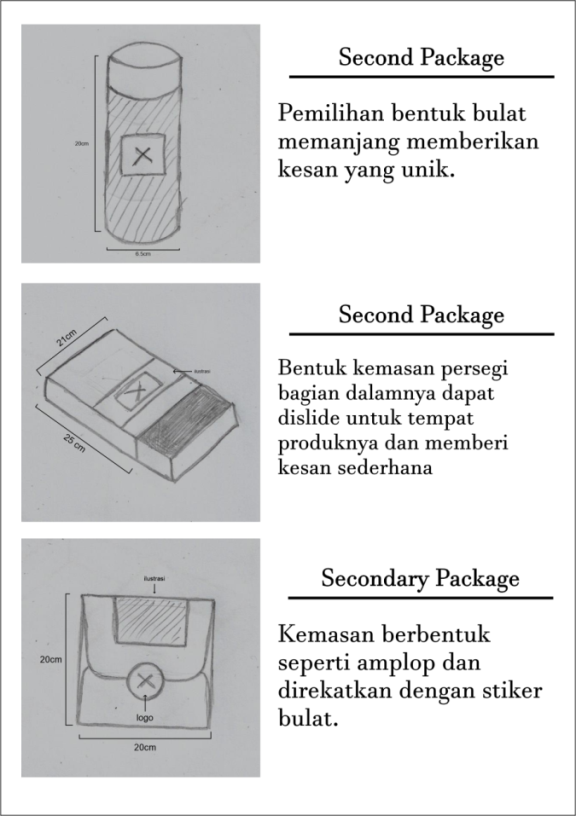 Second Package
20cm
6.5cm
Pemilihan bentuk bulat
memanjang memberikan
kesan yang unik.
Second Package
21cm
ilustrasi
25 cm
Bentuk kemasan persegi
bagian dalamnya dapat
dislide untuk tempat
produknya dan memberi
kesan sederhana
Secondary Package
ilustrasi
20cm
logo
20cm
Kemasan berbentuk
seperti amplop dan
direkatkan dengan stiker
bulat.